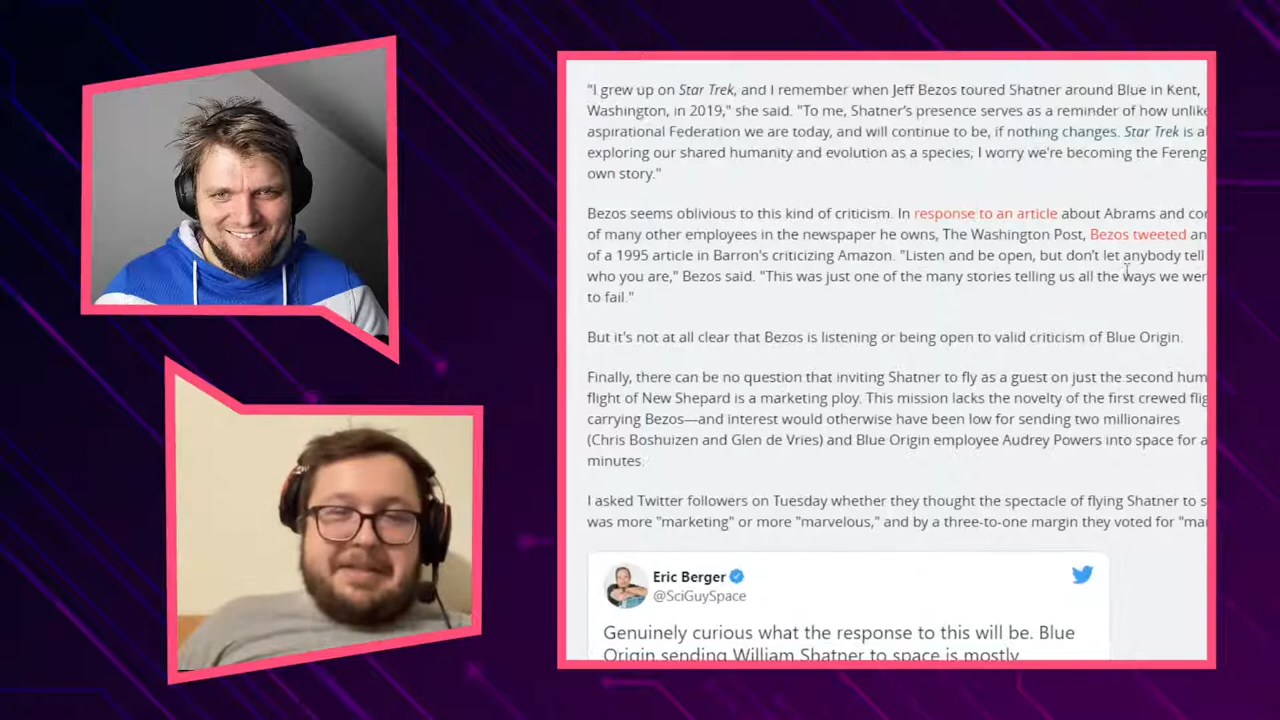 "I grew up on Star Trek, and I remember when Jeff Bezos toured Shatner around Blue in Kent,
Washington, in 2019," she said. "To me, Shatner's presence serves as a reminder of how unlike
aspirational Federation we are today, and will continue to be, if nothing changes. Star Trek is
exploring our shared humanity and evolution as a species; I worry we're becoming the
own story."
Bezos seems oblivious to this kind of criticism. In response to an article about Abrams and
of many other employees in the newspaper he owns, The Washington Post, Bezos tweeted
of a 1995 article in Barron's criticizing Amazon. "Listen and be open, but don't let anybody tell
who you are," Bezos said. "This was just one of the many stories telling us all the ways we
to fail."
But it's not at all clear that Bezos is listening or being open to valid criticism of Blue Origin.
Finally, there can be no question that inviting Shatner to fly as a guest on just the second
flight of New Shepard is a marketing ploy. This mission lacks the novelty of the first crewed
carrying Bezos—and interest would otherwise have been low for sending two millionaires
(Chris Boshuizen and Glen de Vries) and Blue Origin employee Audrey Powers into space for a
minutes.
I asked Twitter followers on Tuesday whether they thought the spectacle of flying Shatner to
was more "marketing" or more "marvelous," and by a three-to-one margin they voted for
Eric Berger
@SciGuySpace
Genuinely curious what the response to this will be. Blue
Origin sending William Shatner to space is mostly